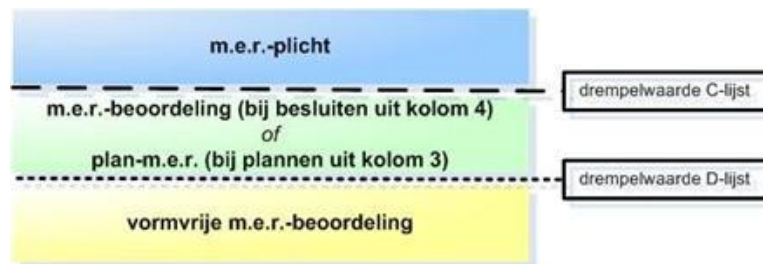 m.e.r.-plicht
drempelwaarde C-lijst
m.e.r.-beoordeling (bij besluiten uit kolom 4)
of
plan-m.e.r. (bij plannen uit kolom 3)
drempelwaarde D-lijst
vormvrije m.e.r.-beoordeling